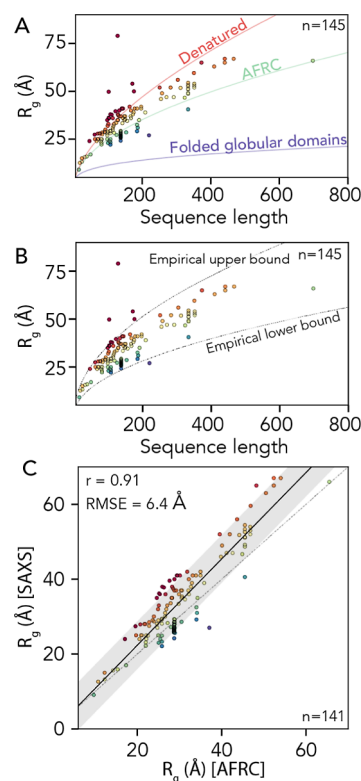 A
n=145
Denatured
AFRC
Folded globular domains
Rg (Å)
75
50
25
200 400 600 800
Sequence length
B
n=145
Empirical upper bound
Empirical lower bound
Rg (Å)
75
50
25
200 400 600 800
Sequence length
C
r = 0.91
RMSE = 6.4 Å
Rg (Å) [SAXS]
60
40
20
0
n=141
20 40 60
Rg (Å) [AFRC]